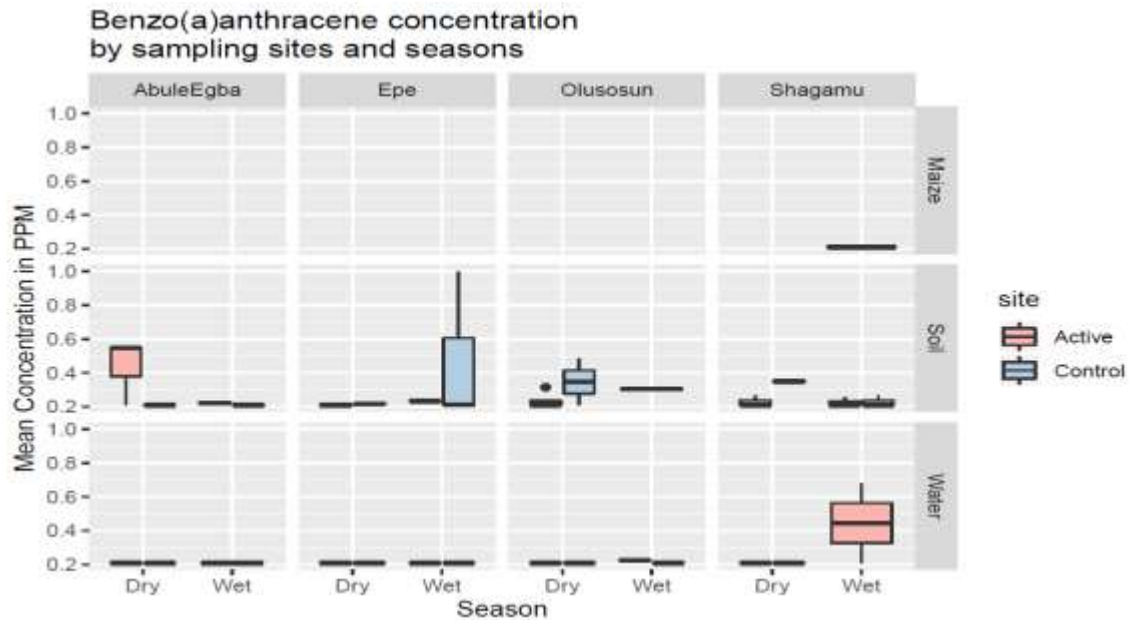 Benzo(a)anthracene concentration
by sampling sites and seasons
AbuleEgba Epe Olusosun Shagamu
Mean Concentration in PPM
1.0
0.8
0.6
0.4
0.2
Maize
1.0
0.8
0.6
0.4
0.2
Soil
1.0
0.8
0.6
0.4
0.2
Water
Dry Wet Dry Wet Dry Wet Dry Wet
Season
site
Active
Control